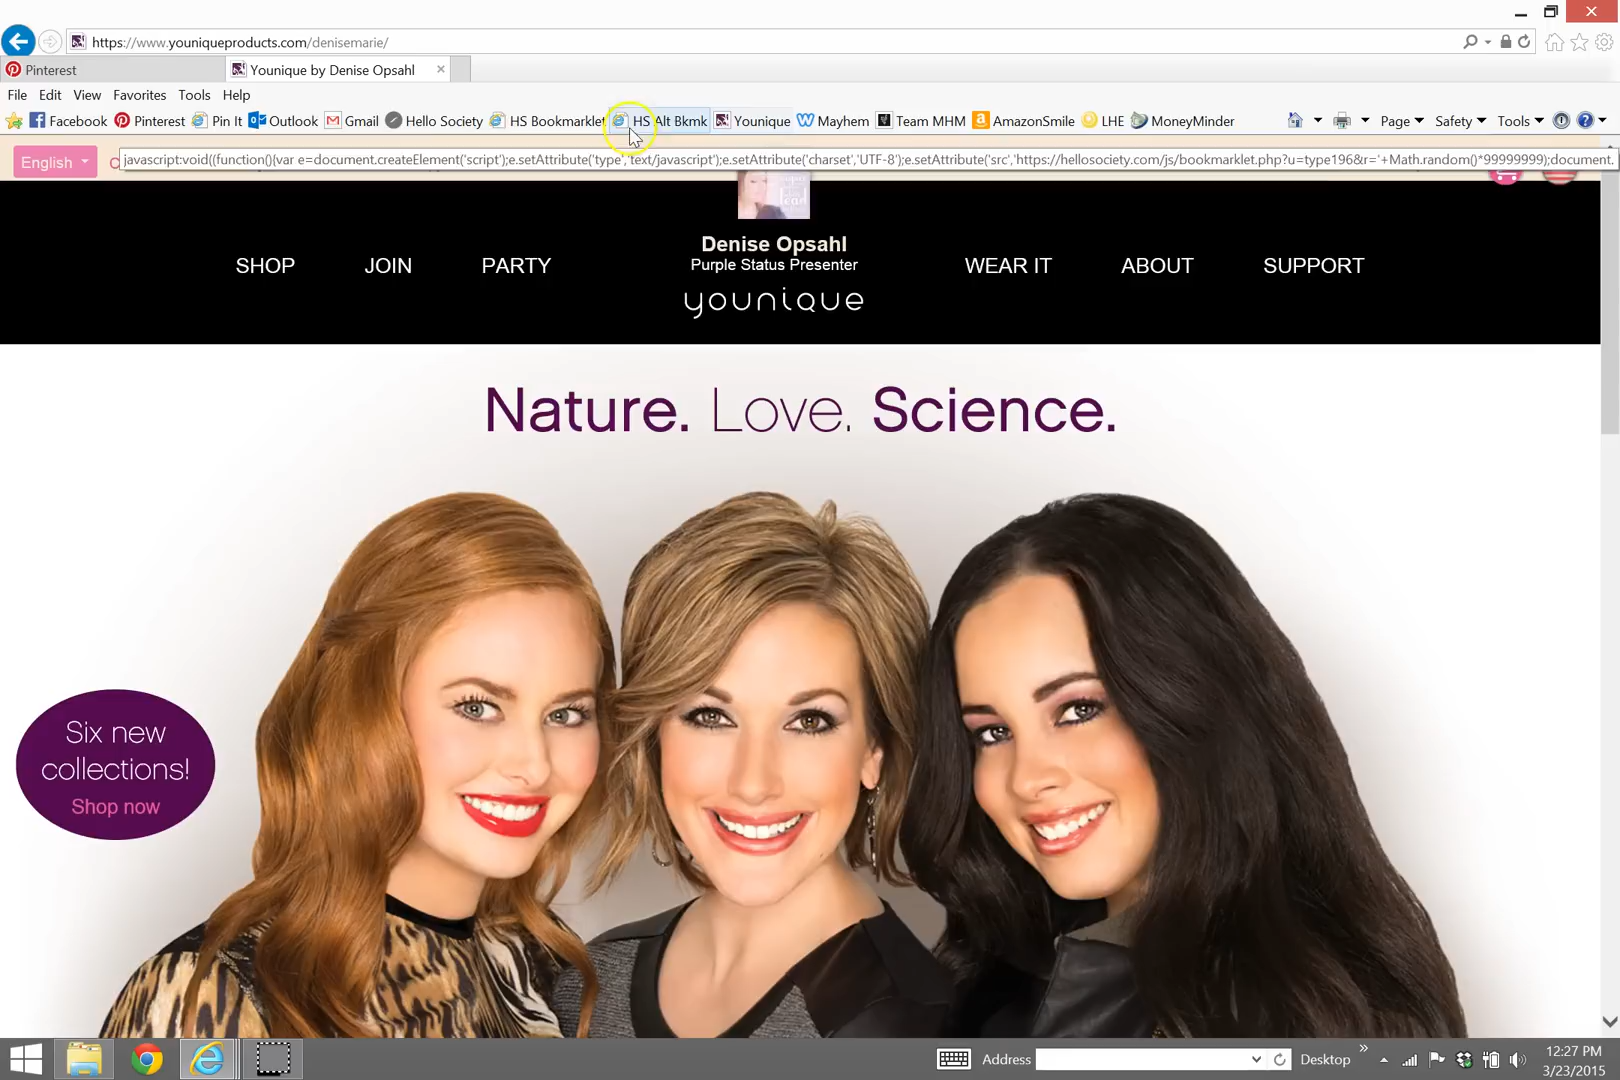 https://www.youniqueproducts.com/denisemarie/
Pinterest
Younique by Denise Opsahl
File Edit View Favorites Tools Help
Facebook Pinterest Pin It Outlook Gmail Hello Society HS Bookmarklet HS Alt Bkmk Younique Mayhem Team MHM AmazonSmile LHE MoneyMinder Page Safety Tools
English
javascript:void((function(){var e=document.createElement('script');e.setAttribute('type','text/javascript');e.setAttribute('charset','UTF-8');e.setAttribute('src','https://hellosociety.com/js/bookmarklet.php?u=type196&r='+Math.random()*99999999);document.
lead
Denise Opsahl
Purple Status Presenter
younique
SHOP JOIN PARTY WEAR IT ABOUT SUPPORT
Nature. Love. Science.
Six new
collections!
Shop now
Address Desktop
12:27 PM
3/23/2015